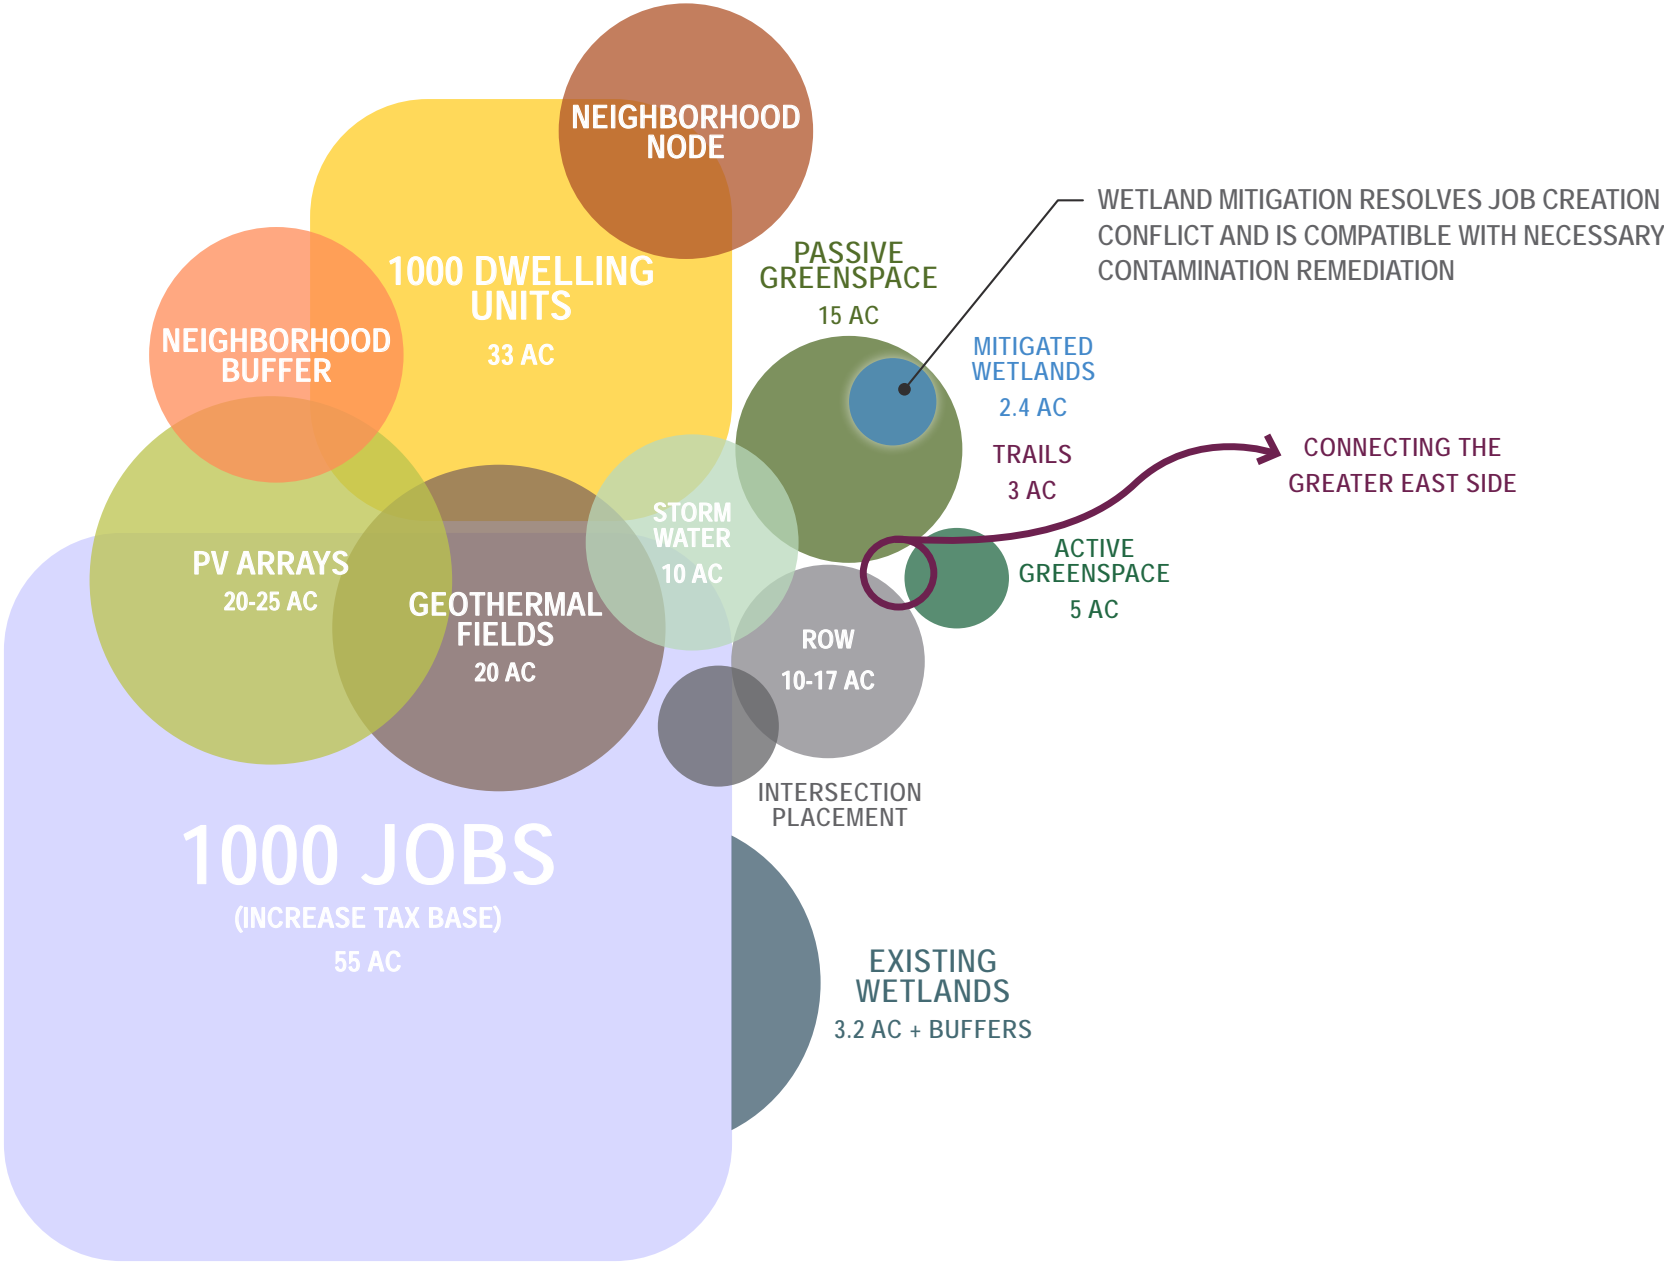 NEIGHBORHOOD
NODE
WETLAND MITIGATION RESOLVES JOB CREATION
CONFLICT AND IS COMPATIBLE WITH NECESSARY
CONTAMINATION REMEDIATION
PASSIVE
GREENSPACE
15 AC
1000 DWELLING
UNITS
33 AC
NEIGHBORHOOD
BUFFER
MITIGATED
WETLANDS
2.4 AC
TRAILS
3 AC
CONNECTING THE
GREATER EAST SIDE
STORM
WATER
10 AC
PV ARRAYS
20-25 AC
GEOTHERMAL
FIELDS
20 AC
ACTIVE
GREENSPACE
5 AC
ROW
10-17 AC
INTERSECTION
PLACEMENT
1000 JOBS
(INCREASE TAX BASE)
55 AC
EXISTING
WETLANDS
3.2 AC + BUFFERS